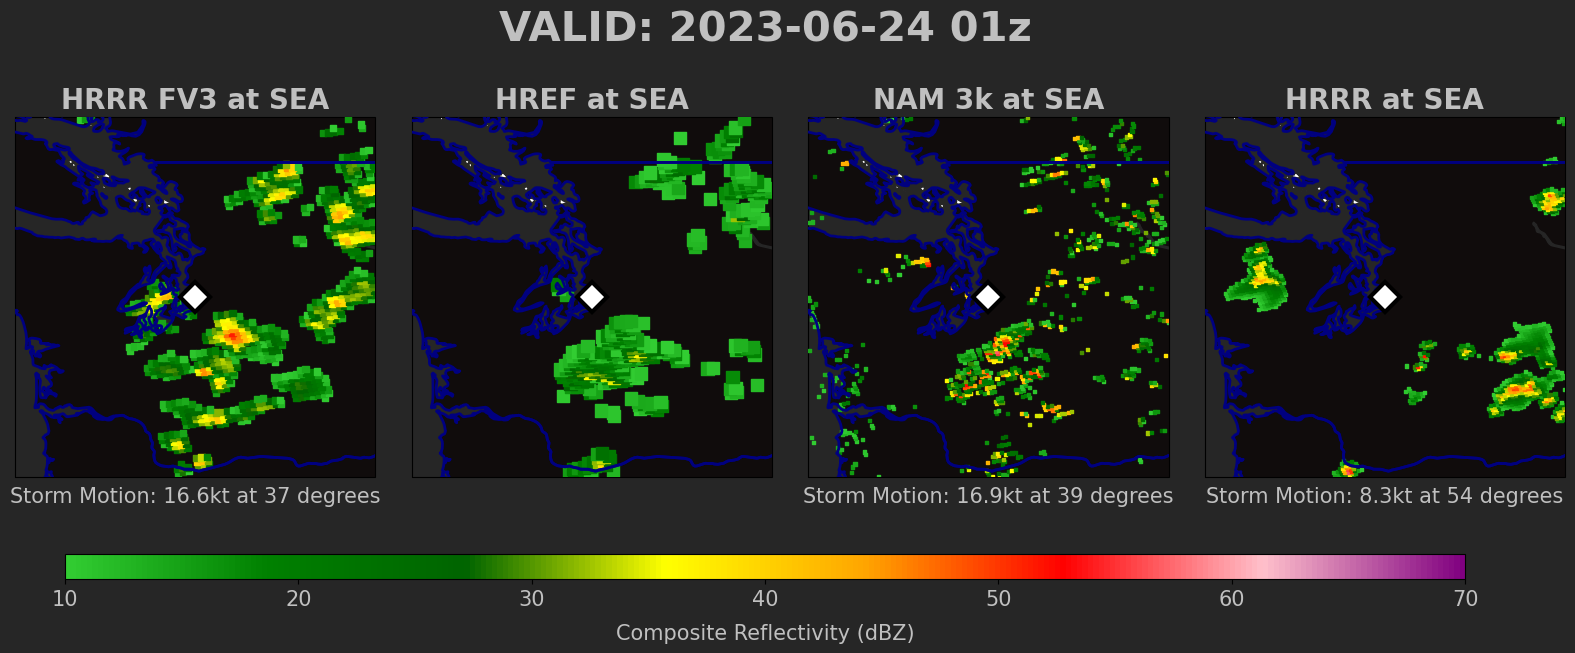 VALID: 2023-06-24 01z
HRRR FV3 at SEA
HREF at SEA
NAM 3k at SEA
HRRR at SEA
Storm Motion: 16.6kt at 37 degrees
Storm Motion: 16.9kt at 39 degrees
Storm Motion: 8.3kt at 54 degrees
10 20 30 40 50 60 70
Composite Reflectivity (dBZ)